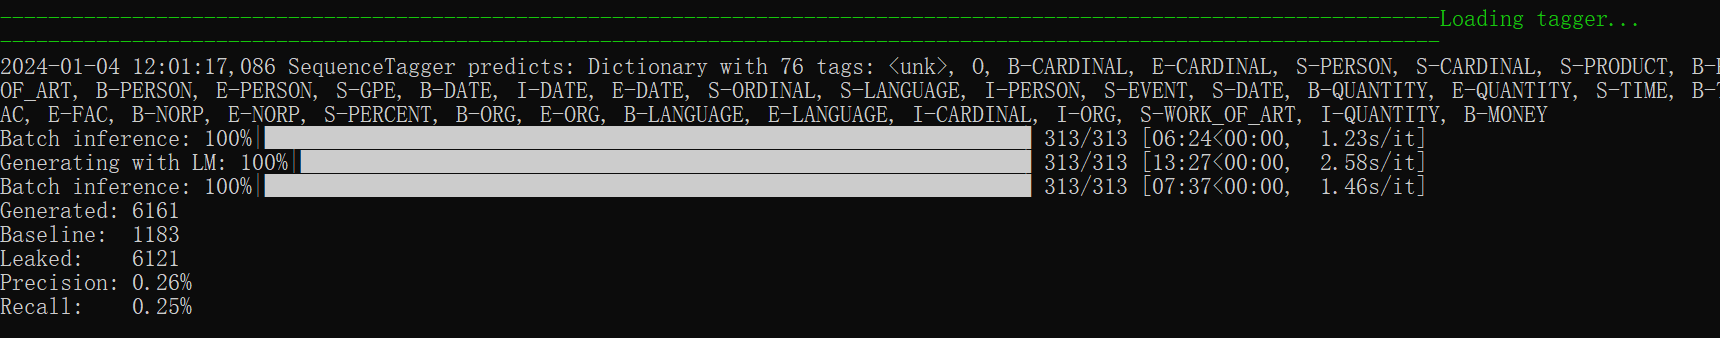 Loading tagger...
2024-01-04 12:01:17,086 SequenceTagger predicts: Dictionary with 76 tags: <unk>, O, B-CARDINAL, E-CARDINAL, S-PERSON, S-CARDINAL, S-PRODUCT, B-
OF_ART, B-PERSON, E-PERSON, S-GPE, B-DATE, I-DATE, E-DATE, S-ORDINAL, S-LANGUAGE, I-PERSON, S-EVENT, S-DATE, B-QUANTITY, E-QUANTITY, S-TIME, B-
AC, E-FAC, B-NORP, E-NORP, S-PERCENT, B-ORG, E-ORG, B-LANGUAGE, E-LANGUAGE, I-CARDINAL, I-ORG, S-WORK_OF_ART, I-QUANTITY, B-MONEY
Batch inference: 100%| 313/313 [06:24<00:00, 1.23s/it]
Generating with LM: 100%| 313/313 [13:27<00:00, 2.58s/it]
Batch inference: 100%| 313/313 [07:37<00:00, 1.46s/it]
Generated: 6161
Baseline: 1183
Leaked: 6121
Precision: 0.26%
Recall: 0.25%